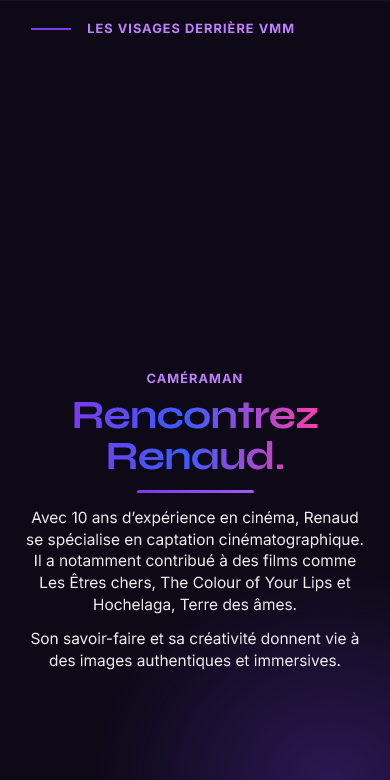 LES VISAGES DERRIÈRE VMM
CAMÉRAMAN
Rencontrez
Renaud.
Avec 10 ans d’expérience en cinéma, Renaud
se spécialise en captation cinématographique.
Il a notamment contribué à des films comme
Les Êtres chers, The Colour of Your Lips et
Hochelaga, Terre des âmes.
Son savoir-faire et sa créativité donnent vie à
des images authentiques et immersives.